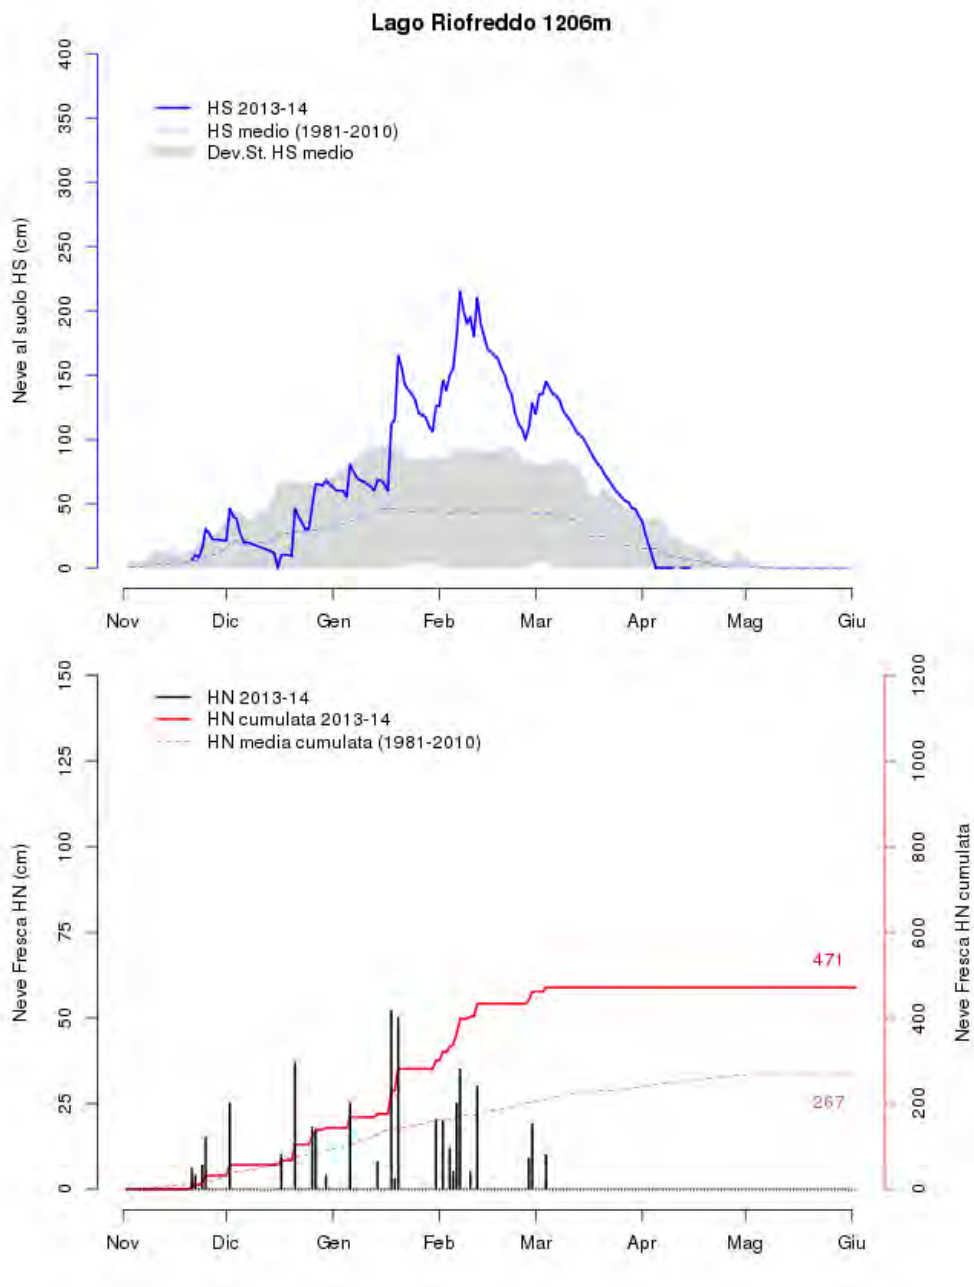 Lago Riofreddo 1206m
Neve al suolo HS (cm)
400
350
300
250
200
150
100
50
0
HS 2013-14
HS medio (1981-2010)
Dev.St. HS medio
Nov Dic Gen Feb Mar Apr Mag Giu
Neve Fresca HN (cm)
150
125
100
75
50
25
0
HN 2013-14
HN cumulata 2013-14
HN media cumulata (1981-2010)
471
267
1200
1000
800
600
400
200
0
Neve Fresca HN cumulata
Nov Dic Gen Feb Mar Apr Mag Giu